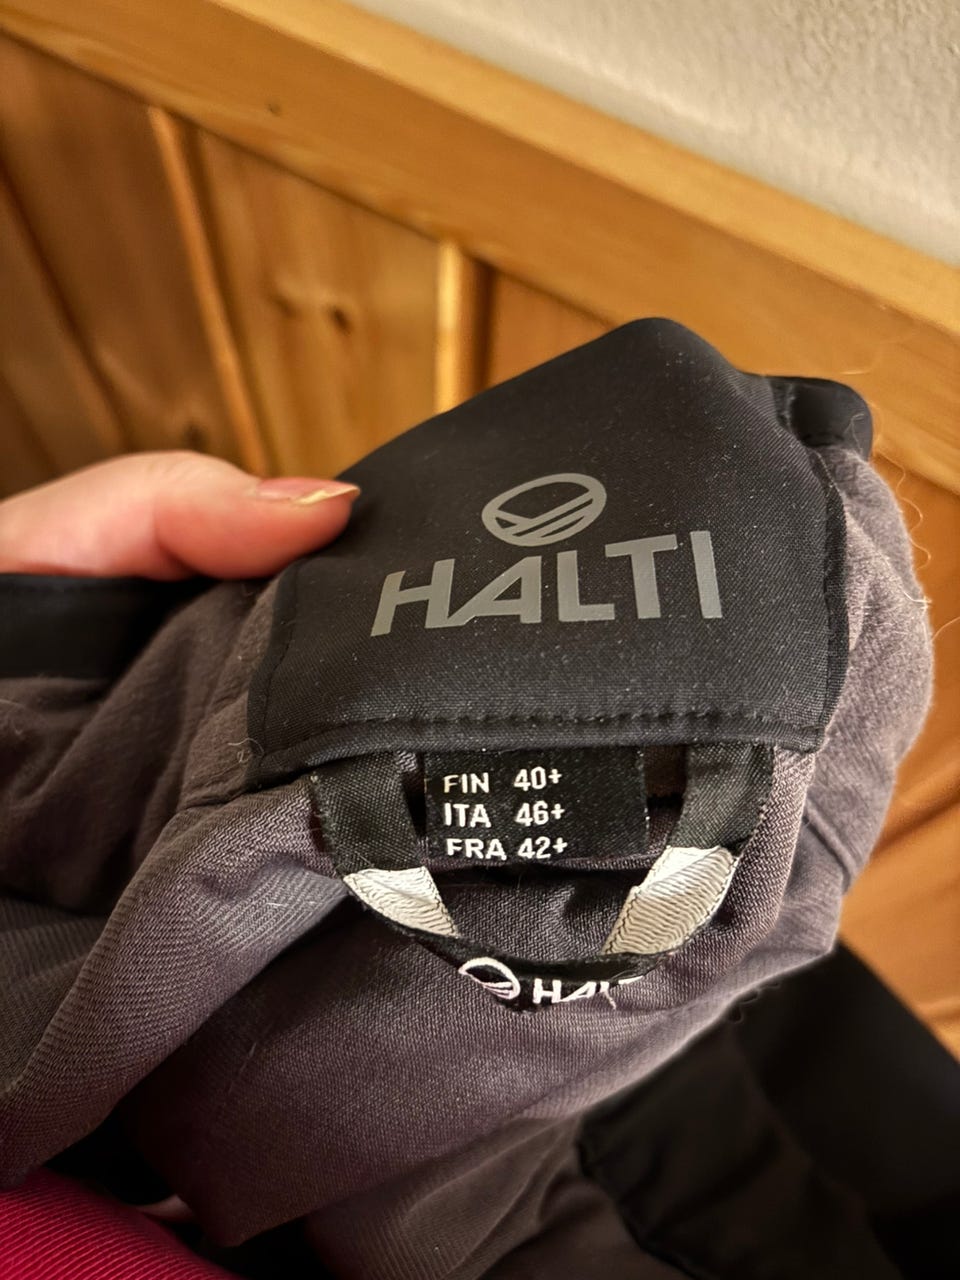 HALTI
FIN 40+
ITA 46+
FRA 42+
HALTI